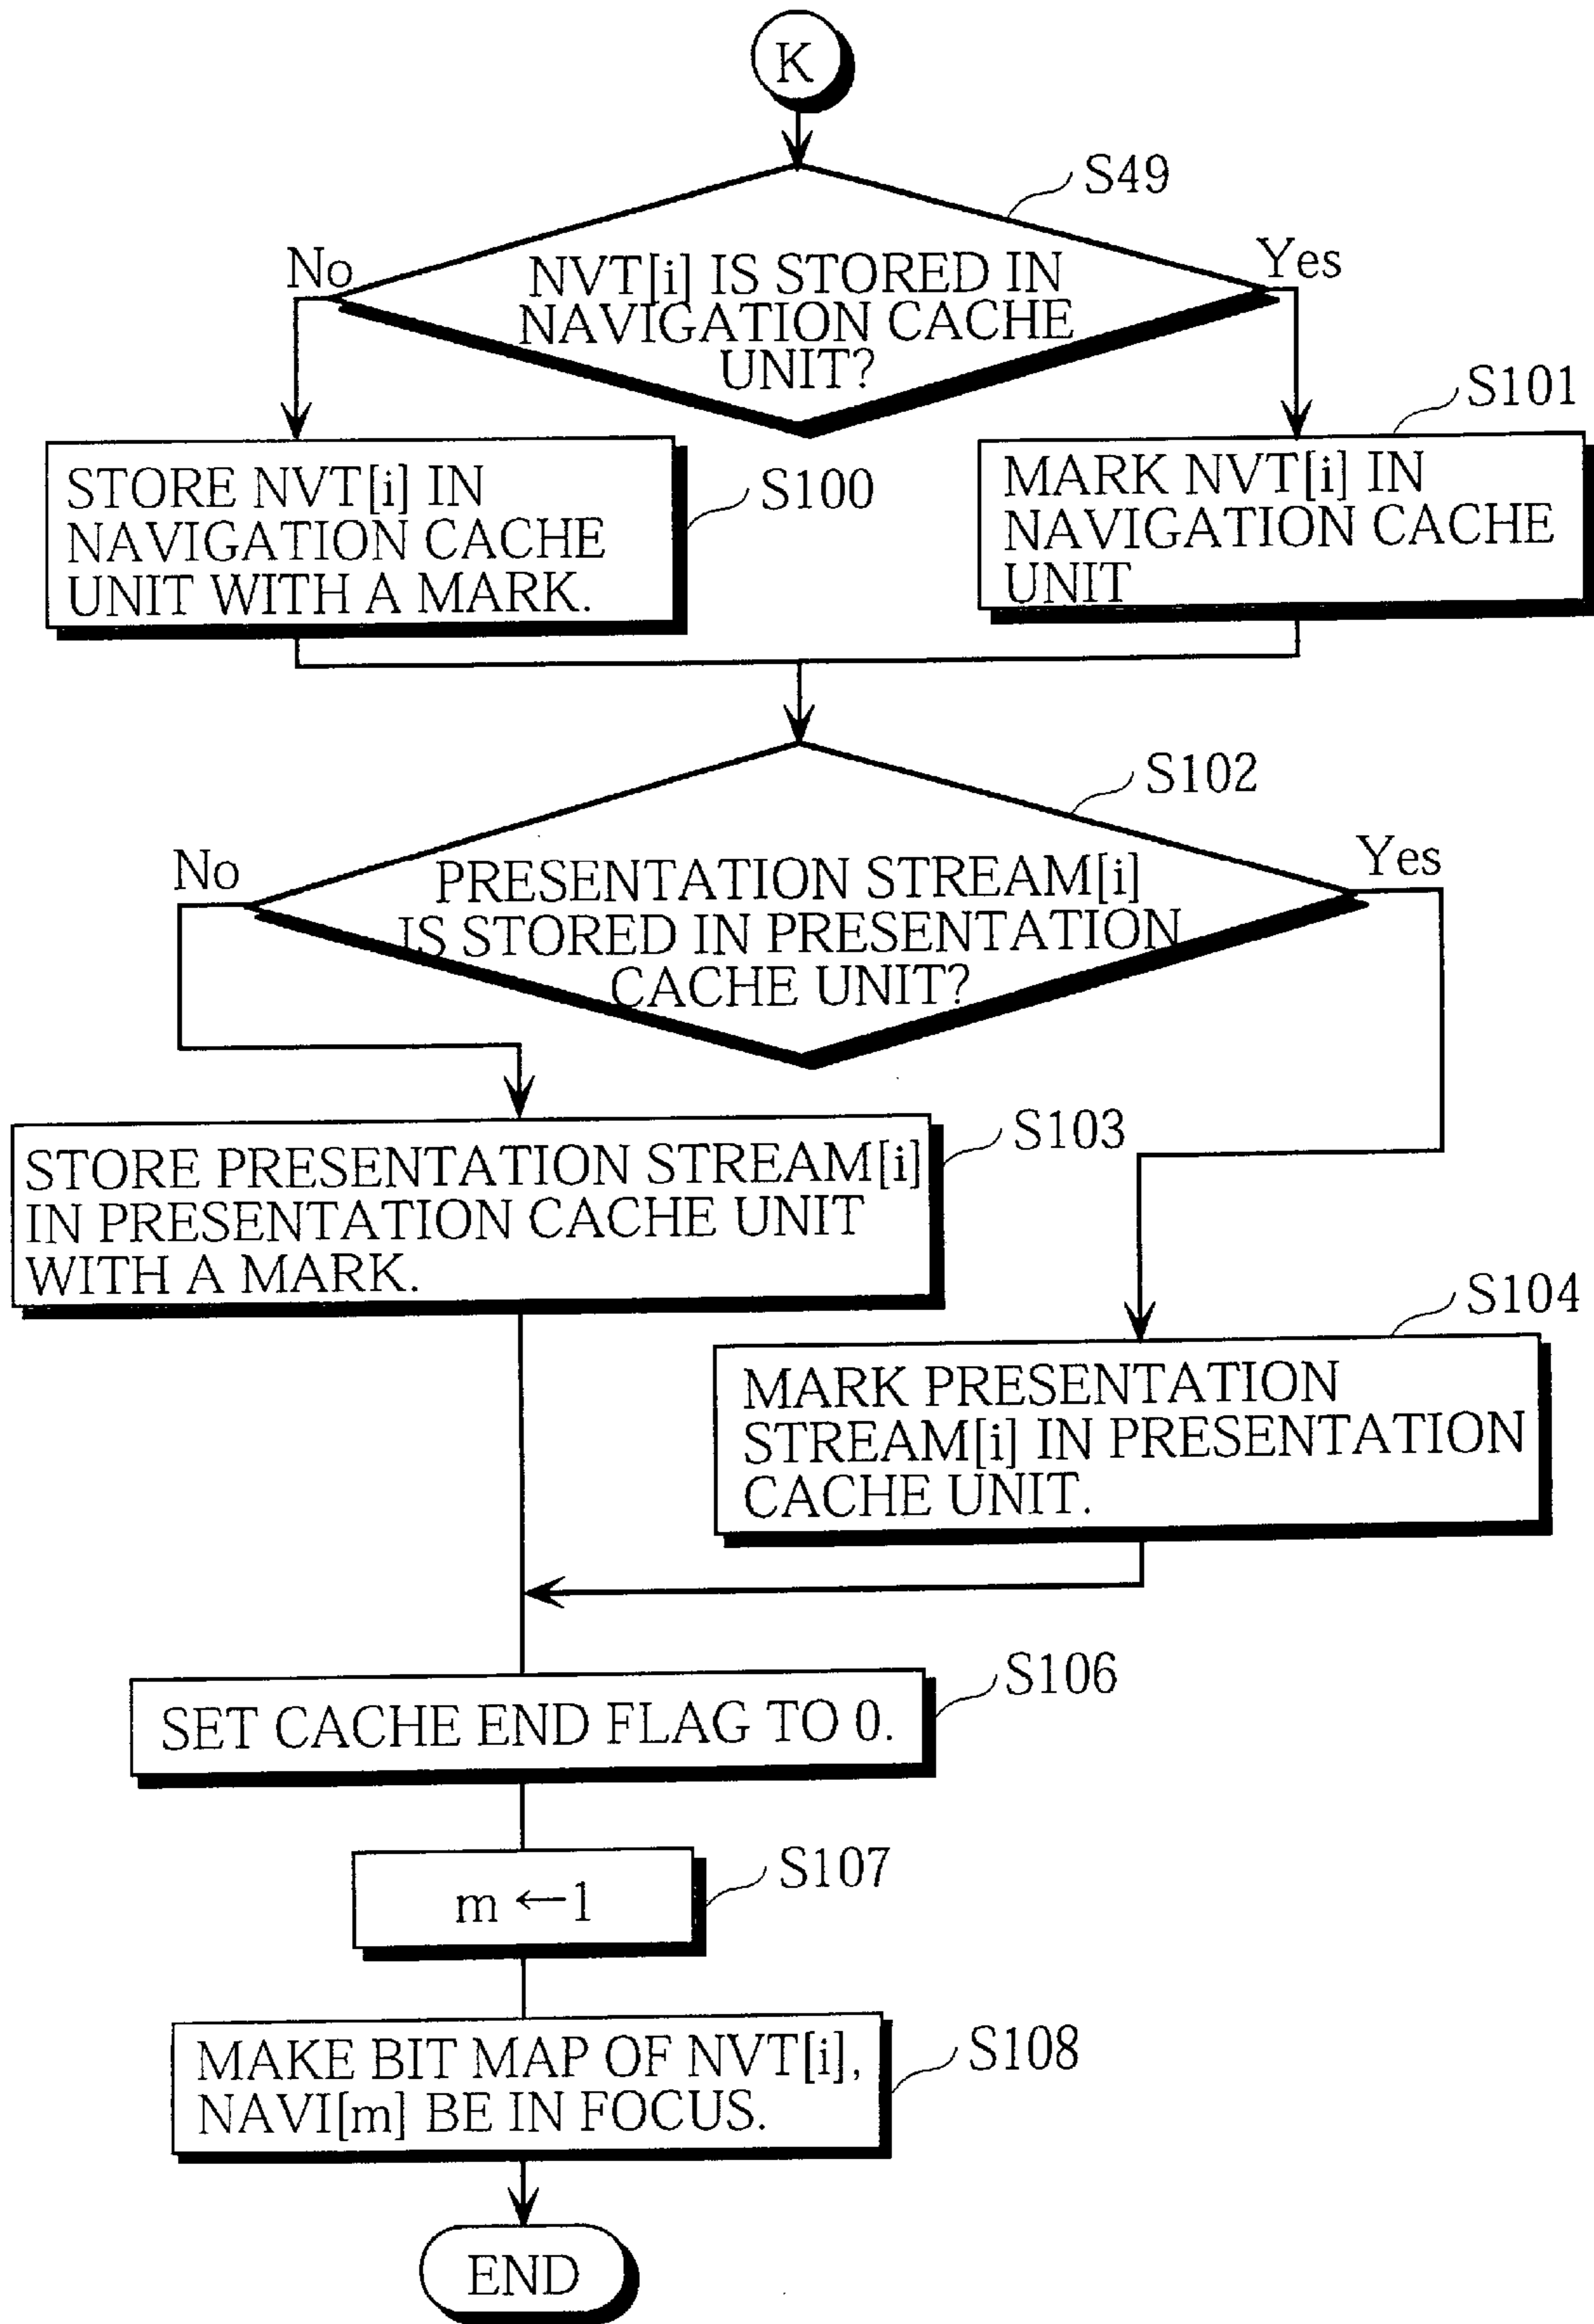 K
S49
No
Yes
NVT[i] IS STORED IN
NAVIGATION CACHE
UNIT?
S101
STORE NVT[i] IN
NAVIGATION CACHE
UNIT WITH A MARK.
S100
MARK NVT[i] IN
NAVIGATION CACHE
UNIT
S102
No
Yes
PRESENTATION STREAM[i]
IS STORED IN PRESENTATION
CACHE UNIT?
S103
STORE PRESENTATION STREAM[i]
IN PRESENTATION CACHE UNIT
WITH A MARK.
S104
MARK PRESENTATION
STREAM[i] IN PRESENTATION
CACHE UNIT.
S106
SET CACHE END FLAG TO 0.
S107
m ←1
S108
MAKE BIT MAP OF NVT[i],
NAVI[m] BE IN FOCUS.
END